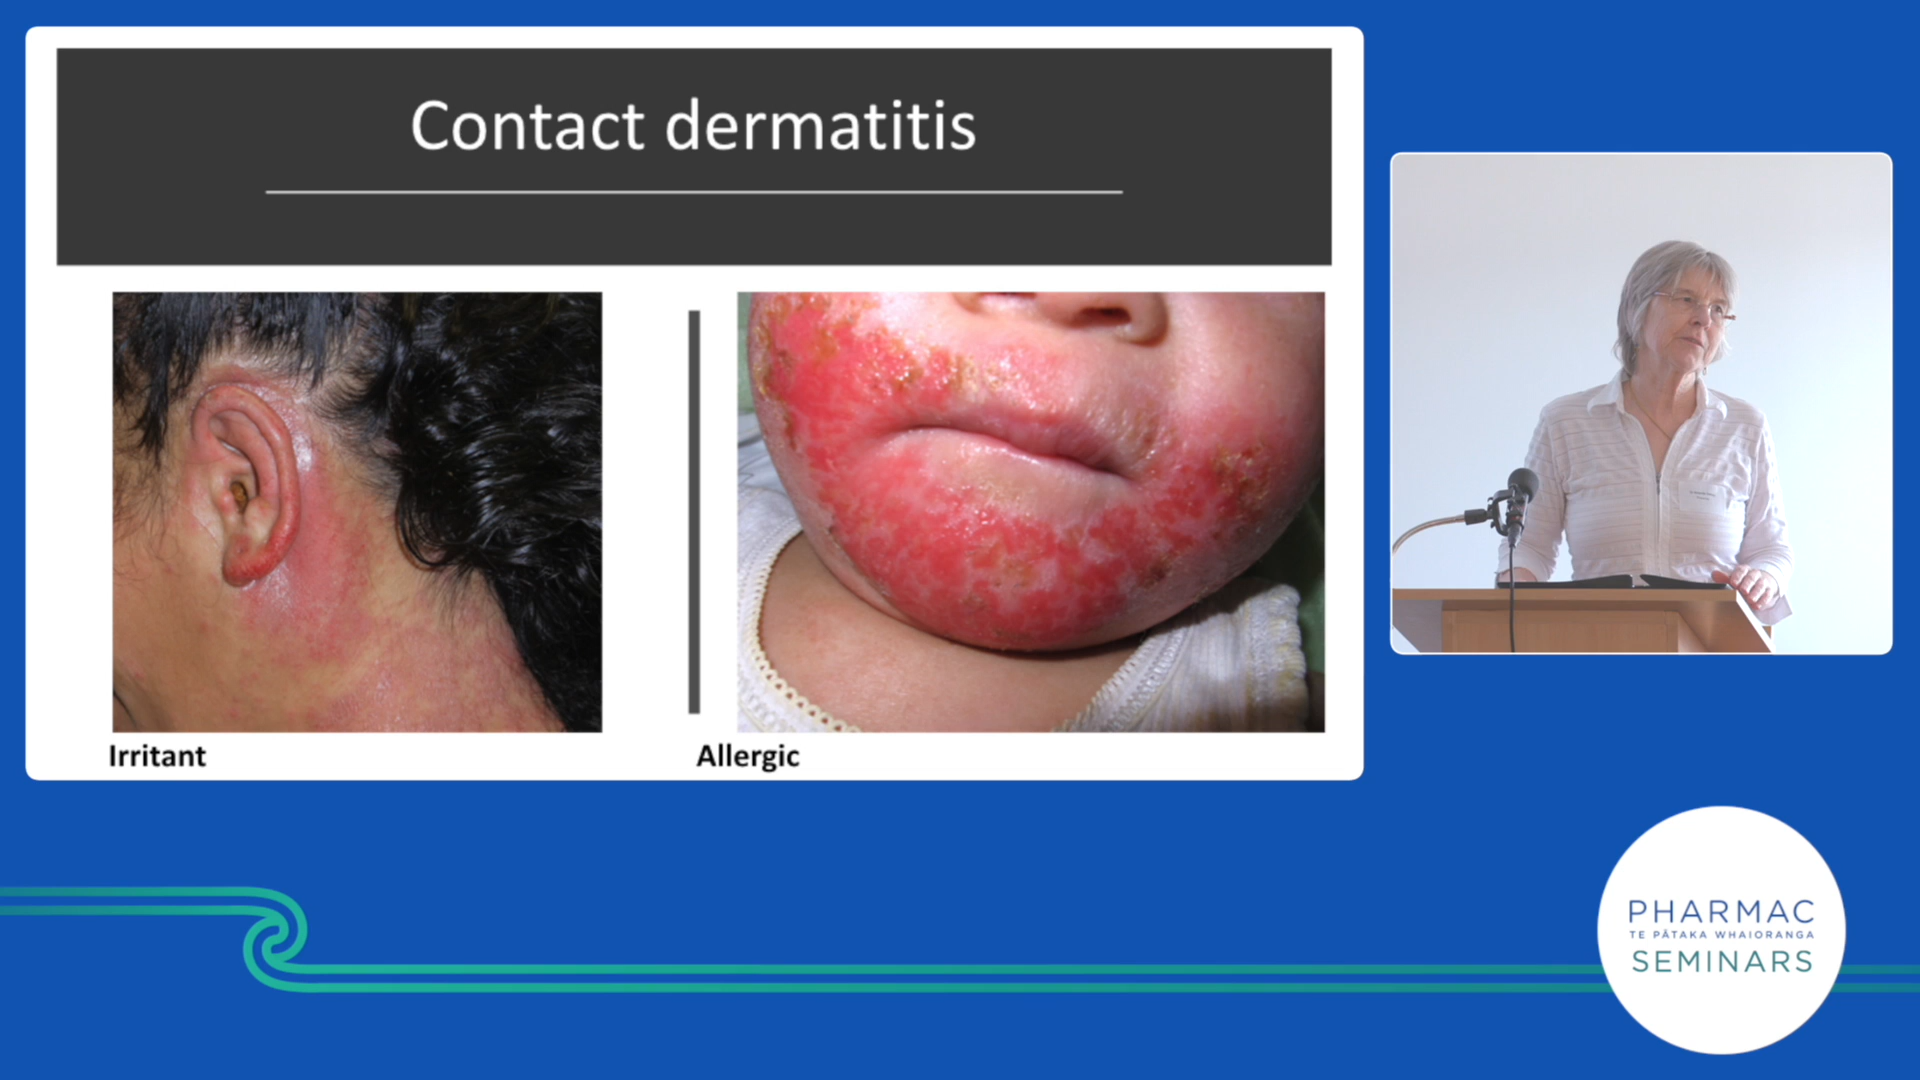 Contact dermatitis
Irritant
Allergic
PHARMAC
TE PĀTAKA WHAIORANGA
SEMINARS